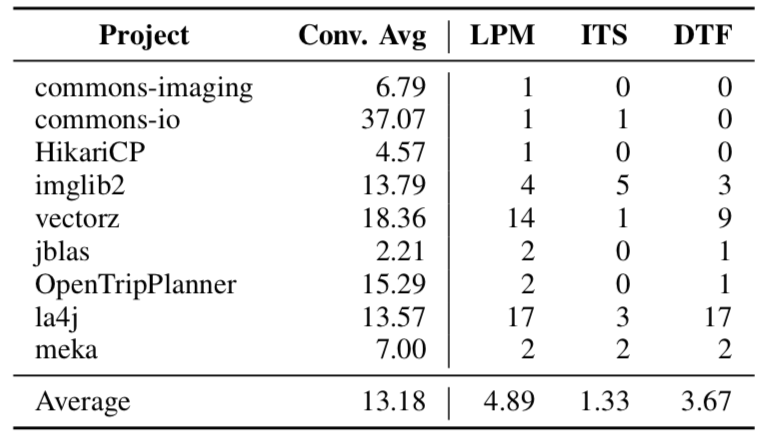 Project Conv. Avg LPM ITS DTF
commons-imaging 6.79 1 0 0
commons-io 37.07 1 1 0
HikariCP 4.57 1 0 0
imglib2 13.79 4 5 3
vectorz 18.36 14 1 9
jblas 2.21 2 0 1
OpenTripPlanner 15.29 2 0 1
la4j 13.57 17 3 17
meka 7.00 2 2 2
Average 13.18 4.89 1.33 3.67